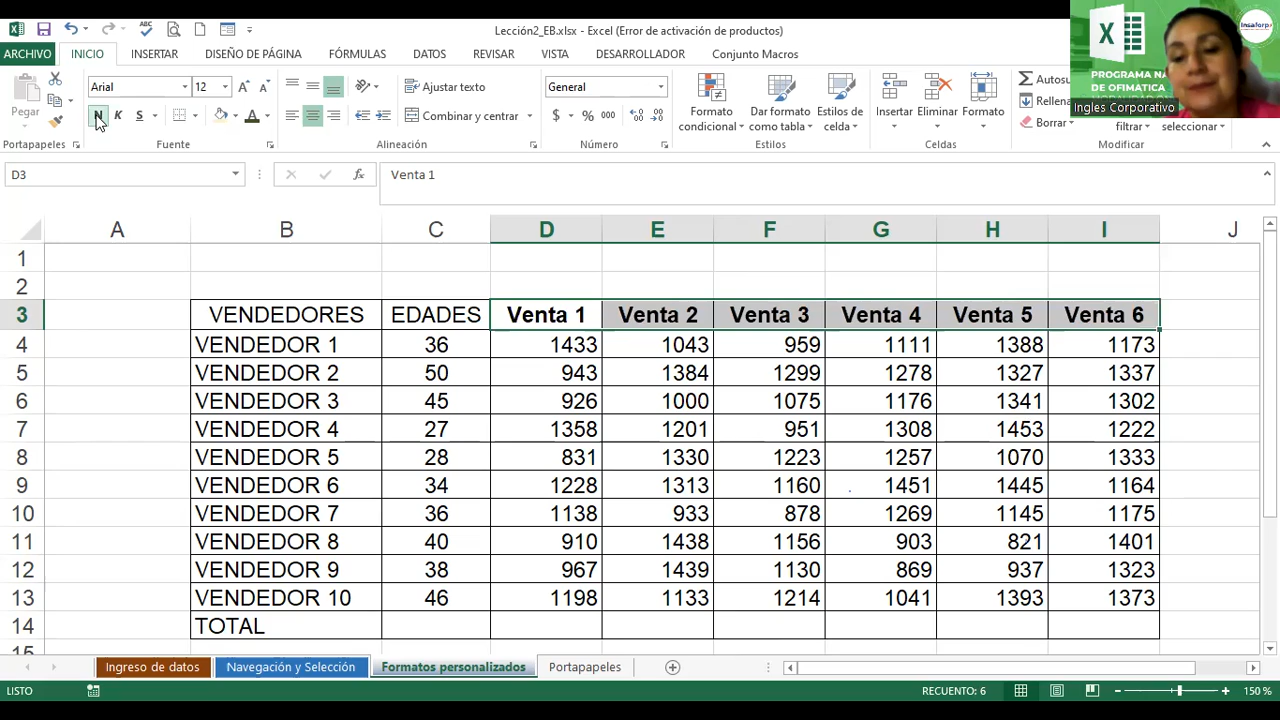 Lección2_EB.xlsx - Excel (Error de activación de productos)
ARCHIVO INICIO INSERTAR DISEÑO DE PÁGINA FÓRMULAS DATOS REVISAR VISTA DESARROLLADOR Conjunto Macros
PROGRAMA NA
DE OFIMATICA
Ingles Corporativo
Insaforp
Pegar
Arial 12
N K S
Ajustar texto
Combinar y centrar
General
$ % 000
Formato condicional
Dar formato como tabla
Estilos de celda
Insertar Eliminar Formato
Autosu
Rellena
Borrar
filtrar seleccionar
Portapapeles Fuente Alineación Número Estilos Celdas Modificar
D3 fx Venta 1
A B C D E F G H I J
1
2
3 VENDEDORES EDADES Venta 1 Venta 2 Venta 3 Venta 4 Venta 5 Venta 6
4 VENDEDOR 1 36 1433 1043 959 1111 1388 1173
5 VENDEDOR 2 50 943 1384 1299 1278 1327 1337
6 VENDEDOR 3 45 926 1000 1075 1176 1341 1302
7 VENDEDOR 4 27 1358 1201 951 1308 1453 1222
8 VENDEDOR 5 28 831 1330 1223 1257 1070 1333
9 VENDEDOR 6 34 1228 1313 1160 1451 1445 1164
10 VENDEDOR 7 36 1138 933 878 1269 1145 1175
11 VENDEDOR 8 40 910 1438 1156 903 821 1401
12 VENDEDOR 9 38 967 1439 1130 869 937 1323
13 VENDEDOR 10 46 1198 1133 1214 1041 1393 1373
14 TOTAL
Ingreso de datos Navegación y Selección Formatos personalizados Portapapeles
LISTO RECUENTO: 6 150 %